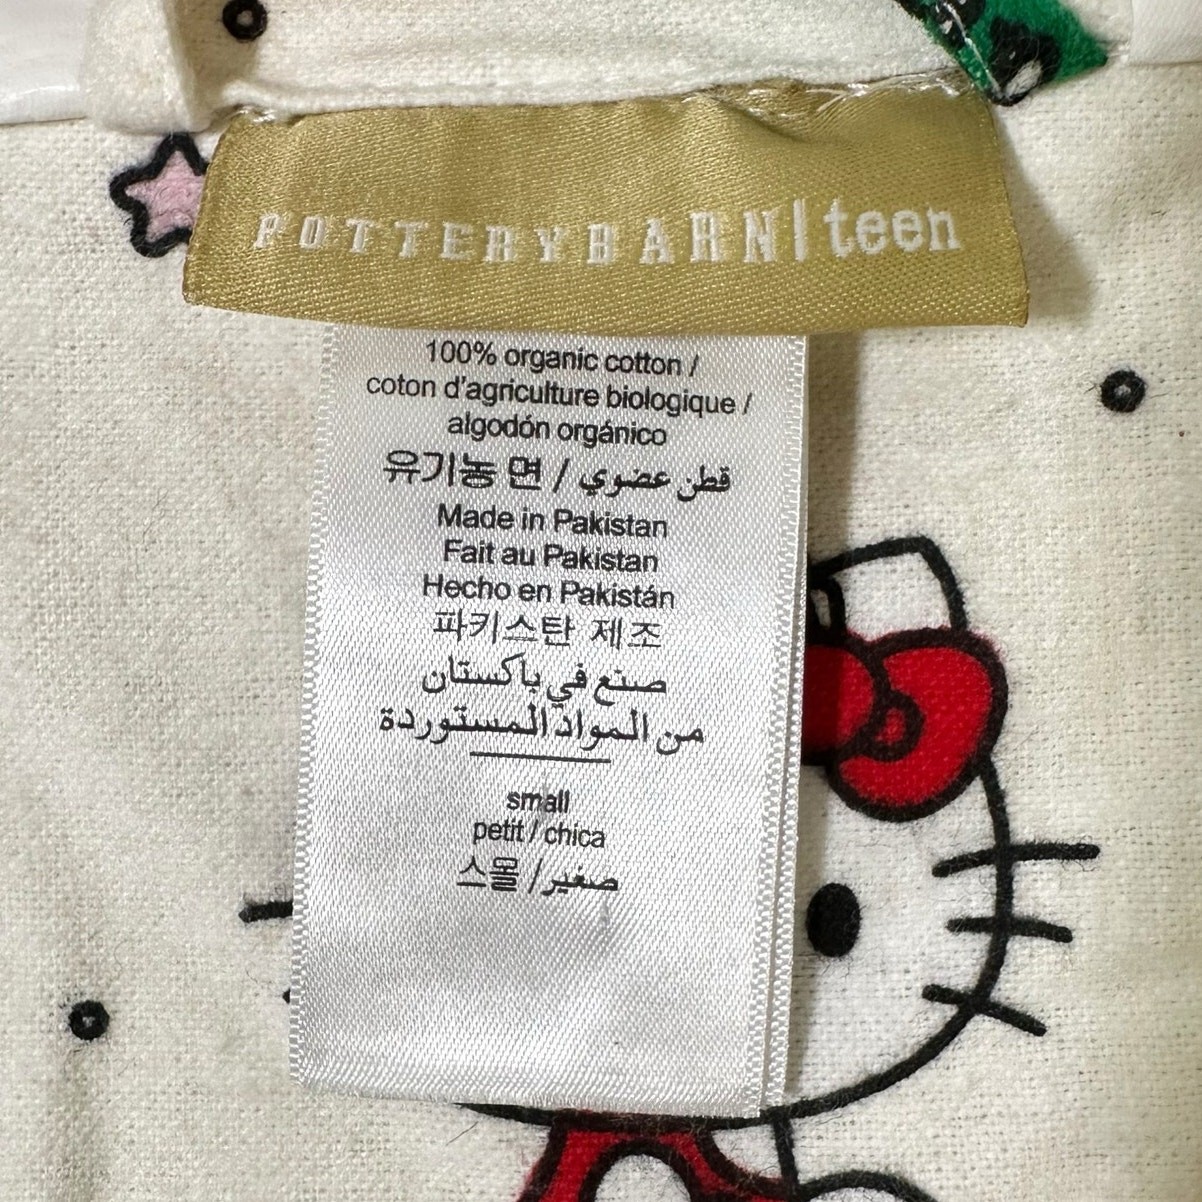 POTTERYBARN|teen
100% organic cotton /
coton d'agriculture biologique /
algodón orgánico
유기농 면 / قطن عضوي
Made in Pakistan
Fait au Pakistan
Hecho en Pakistán
파키스탄 제조
صنع في باكستان
من المواد المستوردة
small
petit / chica
스몰 / صغير